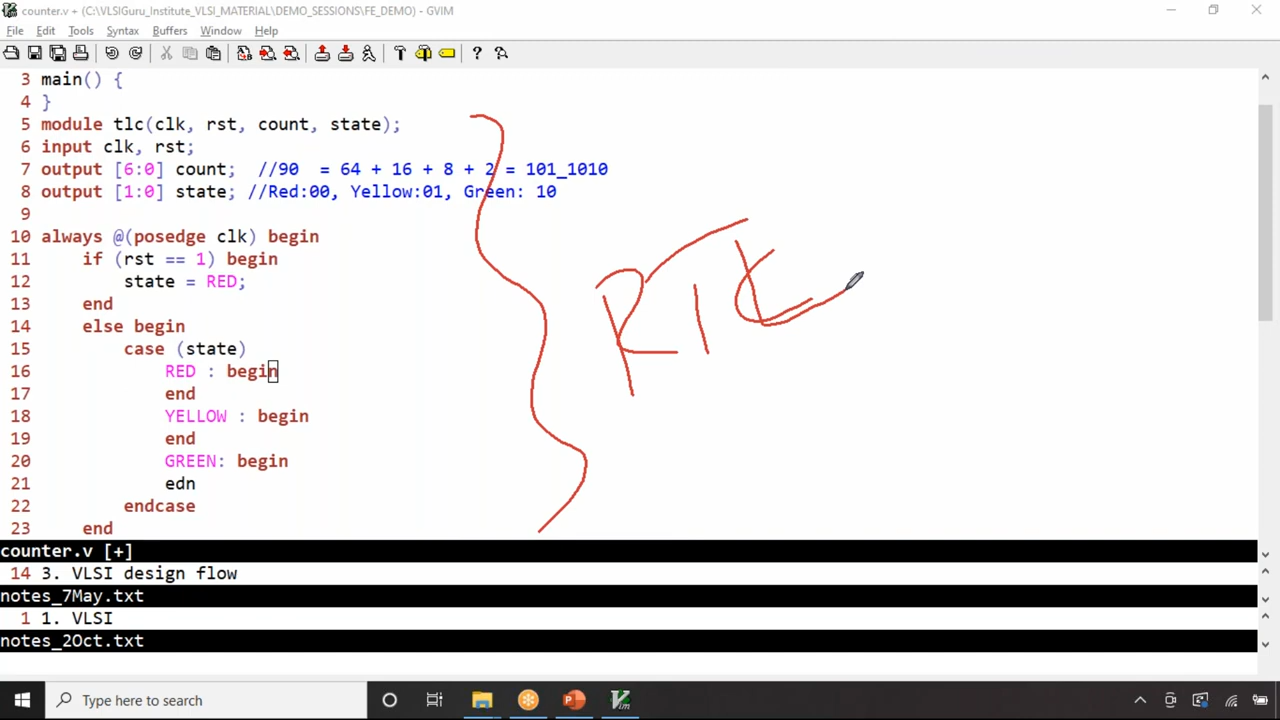 counter.v + (C:\VLSIGuru_Institute_VLSI_MATERIAL\DEMO_SESSIONS\FE_DEMO) - GVIM
File Edit Tools Syntax Buffers Window Help
3 main() {
4 }
5 module tlc(clk, rst, count, state);
6 input clk, rst;
7 output [6:0] count; //90 = 64 + 16 + 8 + 2 = 101_1010
8 output [1:0] state; //Red:00, Yellow:01, Green: 10
9
10 always @(posedge clk) begin
11 if (rst == 1) begin
12 state = RED;
13 end
14 else begin
15 case (state)
16 RED : begin
17 end
18 YELLOW : begin
19 end
20 GREEN: begin
21 edn
22 endcase
23 end
RTL
counter.v [+]
14 3. VLSI design flow
notes_7May.txt
1 1. VLSI
notes_2Oct.txt
Type here to search